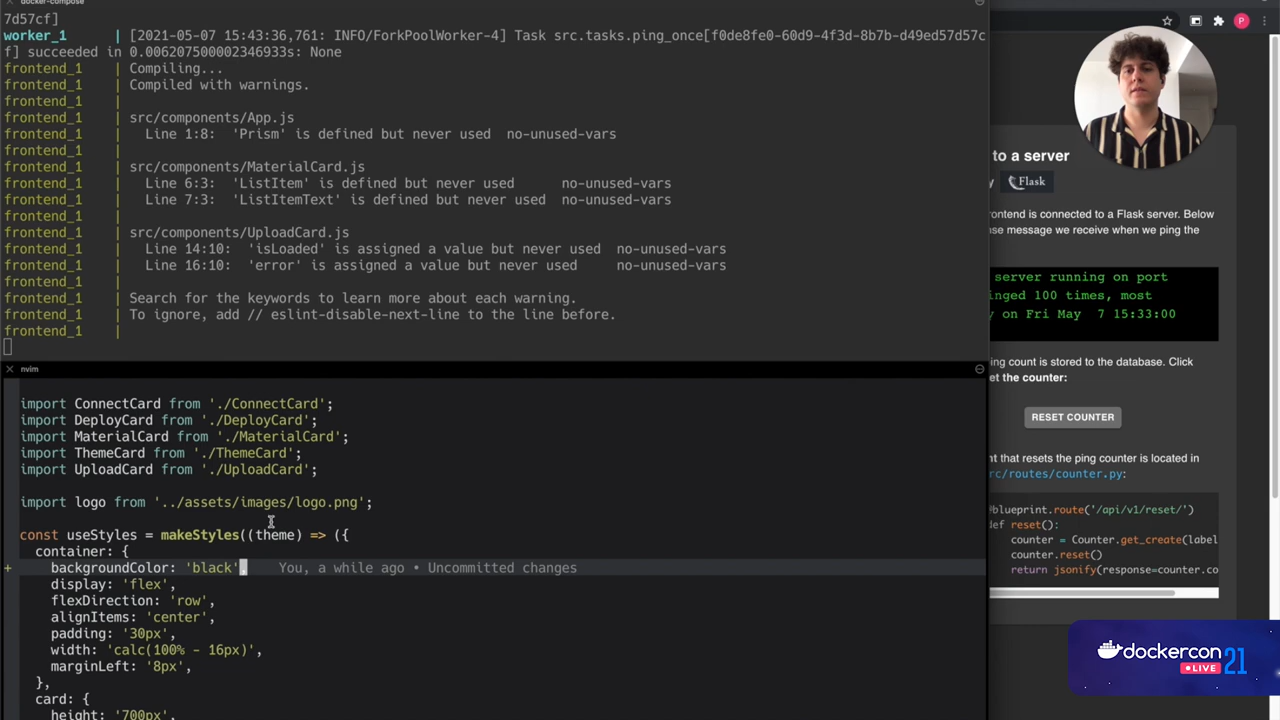 docker-compose
7d57cf]
worker_1 | [2021-05-07 15:43:36,761: INFO/ForkPoolWorker-4] Task src.tasks.ping_once[f0de8fe0-60d9-4f3d-8b7b-d49ed57d57c
f] succeeded in 0.006207500002346933s: None
frontend_1 | Compiling...
frontend_1 | Compiled with warnings.
frontend_1 |
frontend_1 | src/components/App.js
frontend_1 | Line 1:8: 'Prism' is defined but never used no-unused-vars
frontend_1 |
frontend_1 | src/components/MaterialCard.js
frontend_1 | Line 6:3: 'ListItem' is defined but never used no-unused-vars
frontend_1 | Line 7:3: 'ListItemText' is defined but never used no-unused-vars
frontend_1 |
frontend_1 | src/components/UploadCard.js
frontend_1 | Line 14:10: 'isLoaded' is assigned a value but never used no-unused-vars
frontend_1 | Line 16:10: 'error' is assigned a value but never used no-unused-vars
frontend_1 |
frontend_1 | Search for the keywords to learn more about each warning.
frontend_1 | To ignore, add // eslint-disable-next-line to the line before.
frontend_1 |
nvim
import ConnectCard from './ConnectCard';
import DeployCard from './DeployCard';
import MaterialCard from './MaterialCard';
import ThemeCard from './ThemeCard';
import UploadCard from './UploadCard';
import logo from '../assets/images/logo.png';
const useStyles = makeStyles((theme) => ({
container: {
+ backgroundColor: 'black', You, a while ago • Uncommitted changes
display: 'flex',
flexDirection: 'row',
alignItems: 'center',
padding: '30px',
width: 'calc(100% - 16px)',
marginLeft: '8px',
},
card: {
height: '700px',
P
to a server
y Flask
rontend is connected to a Flask server. Below
se message we receive when we ping the
server running on port
inged 100 times, most
y on Fri May 7 15:33:00
ing count is stored to the database. Click
et the counter:
RESET COUNTER
nt that resets the ping counter is located in
rc/routes/counter.py:
blueprint.route('/api/v1/reset/')
def reset():
counter = Counter.get_create(label
counter.reset()
return jsonify(response=counter.co
dockercon
LIVE 21